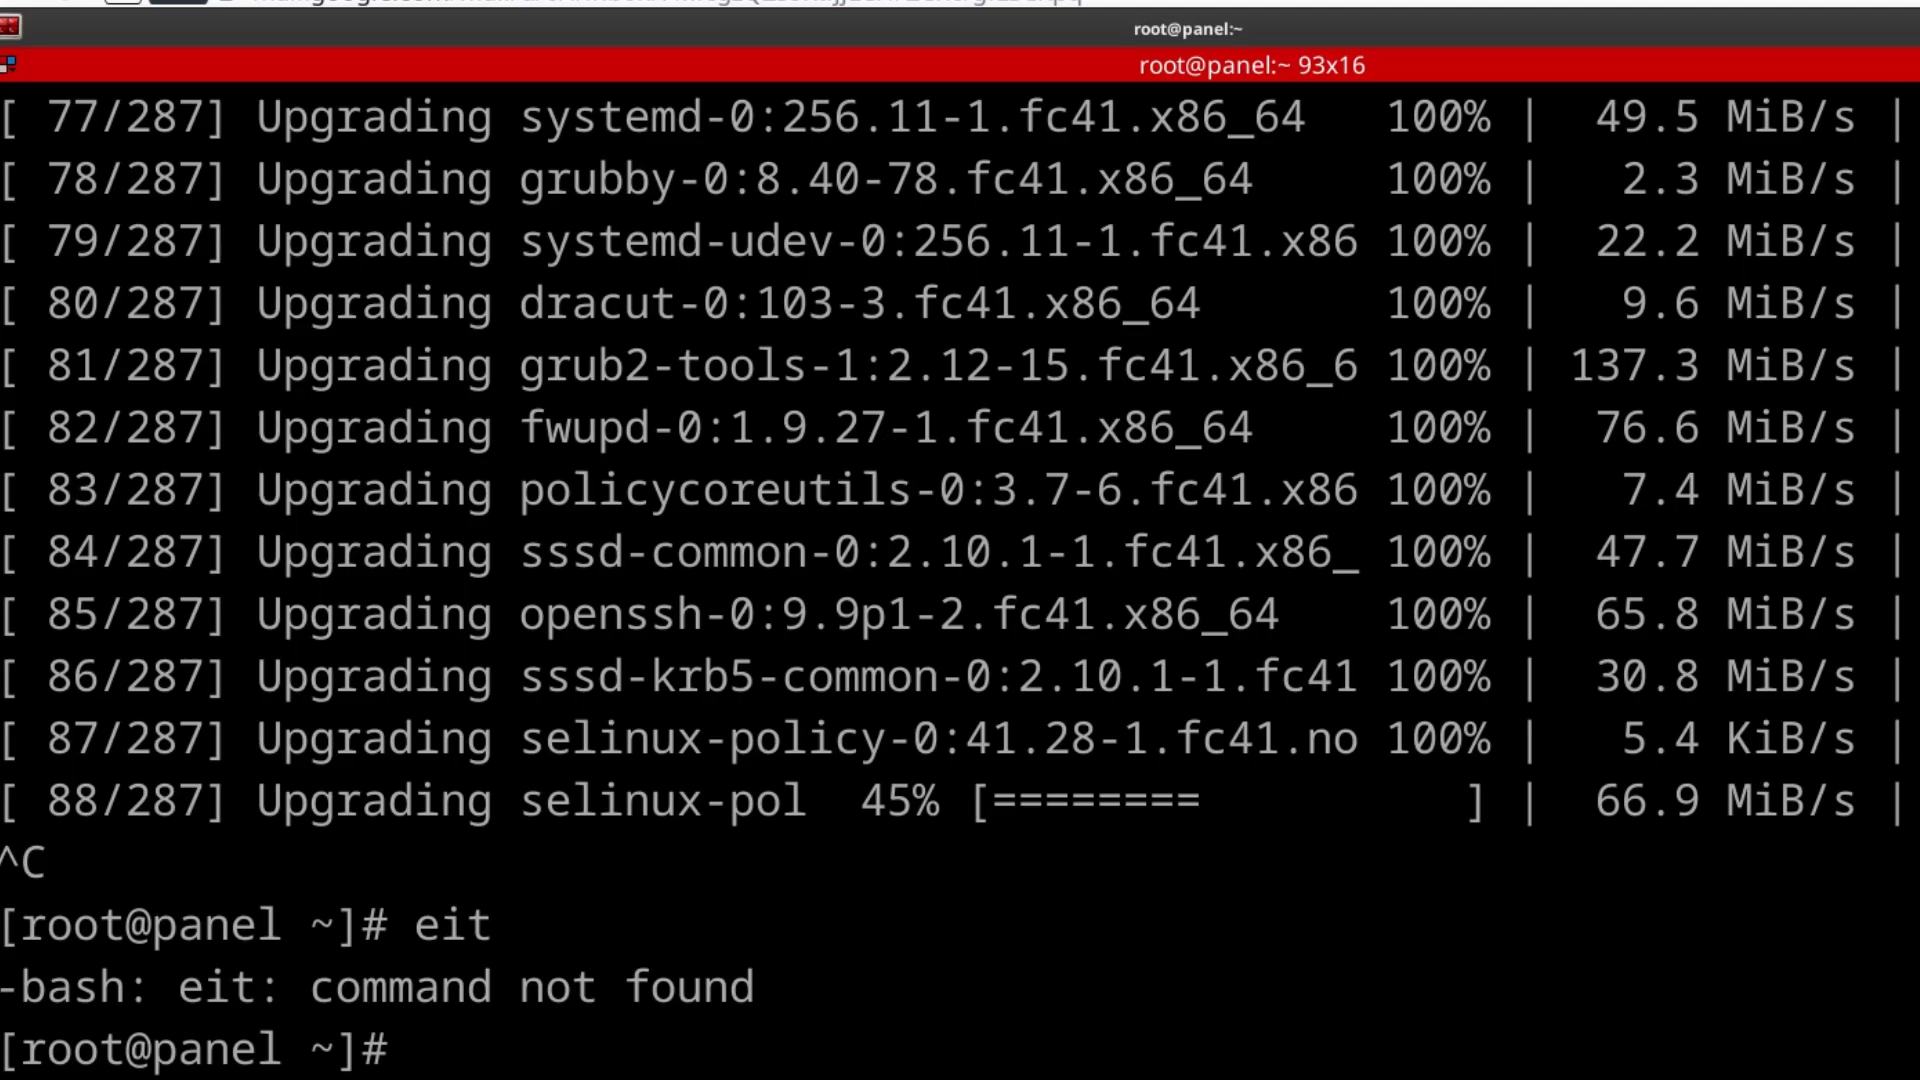 root@panel:~
root@panel:~ 93x16
[ 77/287] Upgrading systemd-0:256.11-1.fc41.x86_64   100% |  49.5 MiB/s |
[ 78/287] Upgrading grubby-0:8.40-78.fc41.x86_64     100% |   2.3 MiB/s |
[ 79/287] Upgrading systemd-udev-0:256.11-1.fc41.x86 100% |  22.2 MiB/s |
[ 80/287] Upgrading dracut-0:103-3.fc41.x86_64       100% |   9.6 MiB/s |
[ 81/287] Upgrading grub2-tools-1:2.12-15.fc41.x86_6 100% | 137.3 MiB/s |
[ 82/287] Upgrading fwupd-0:1.9.27-1.fc41.x86_64     100% |  76.6 MiB/s |
[ 83/287] Upgrading policycoreutils-0:3.7-6.fc41.x86 100% |   7.4 MiB/s |
[ 84/287] Upgrading sssd-common-0:2.10.1-1.fc41.x86_ 100% |  47.7 MiB/s |
[ 85/287] Upgrading openssh-0:9.9p1-2.fc41.x86_64    100% |  65.8 MiB/s |
[ 86/287] Upgrading sssd-krb5-common-0:2.10.1-1.fc41 100% |  30.8 MiB/s |
[ 87/287] Upgrading selinux-policy-0:41.28-1.fc41.no 100% |   5.4 KiB/s |
[ 88/287] Upgrading selinux-pol  45% [========          ] |  66.9 MiB/s |
^C
[root@panel ~]# eit
-bash: eit: command not found
[root@panel ~]#